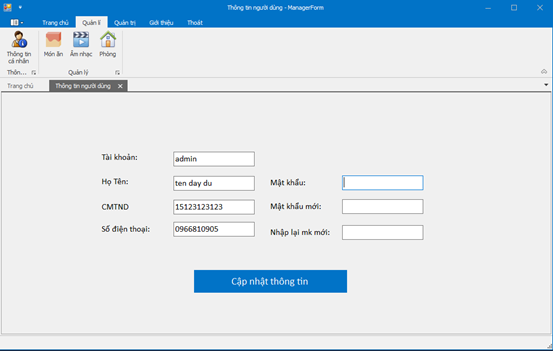 Thông tin người dùng - ManagerForm
Trang chủ Quản lí Quản trị Giới thiệu Thoát
Thông tin cá nhân
Món ăn
Âm nhạc
Phòng
Thôn...
Quản lý
Trang chủ Thông tin người dùng
Tài khoản: admin
Họ Tên: ten day du Mật khẩu:
CMTND 15123123123 Mật khẩu mới:
Số điện thoại: 0966810905 Nhập lại mk mới:
Cập nhật thông tin